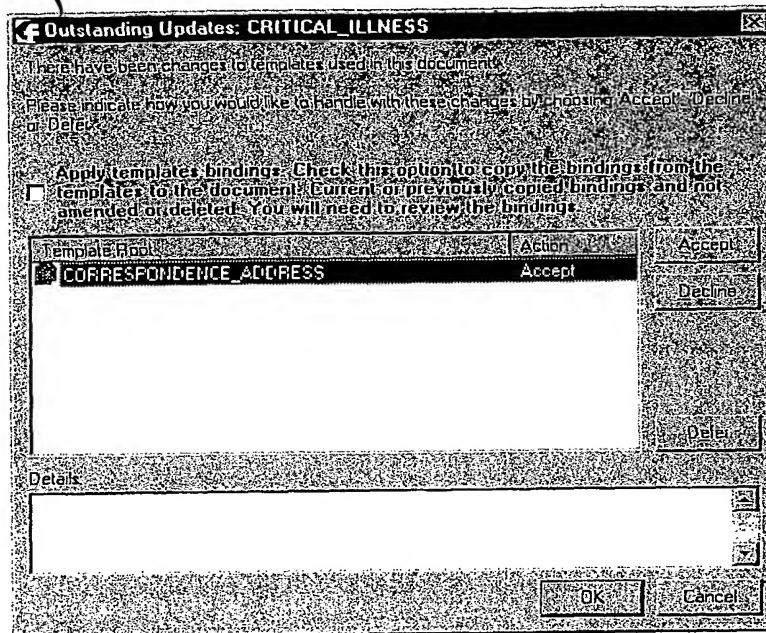 Outstanding Updates: CRITICAL_ILLNESS
There have been changes to templates used in this document.
Please indicate how you would like to handle with these changes by choosing Accept, Decline
or Defer.
Apply templates bindings. Check this option to copy the bindings from the
templates to the document. Current or previously copied bindings and not
amended or deleted. You will need to review the bindings.
Template Root Action Accept
CORRESPONDENCE_ADDRESS Accept
Decline
Defer
Details:
OK Cancel